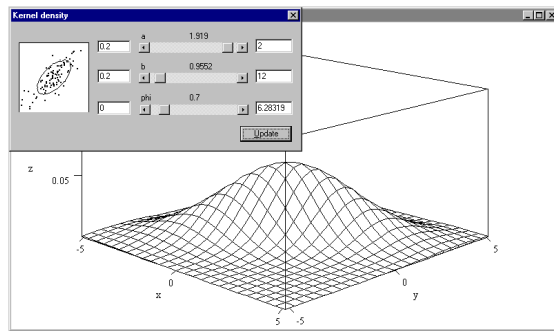 Kernel density
a 1.919
0.2 2
b 0.9552
0.2 12
phi 0.7
0 6.28319
Update
z 0.05
-5 5
0 0
x y
5 -5